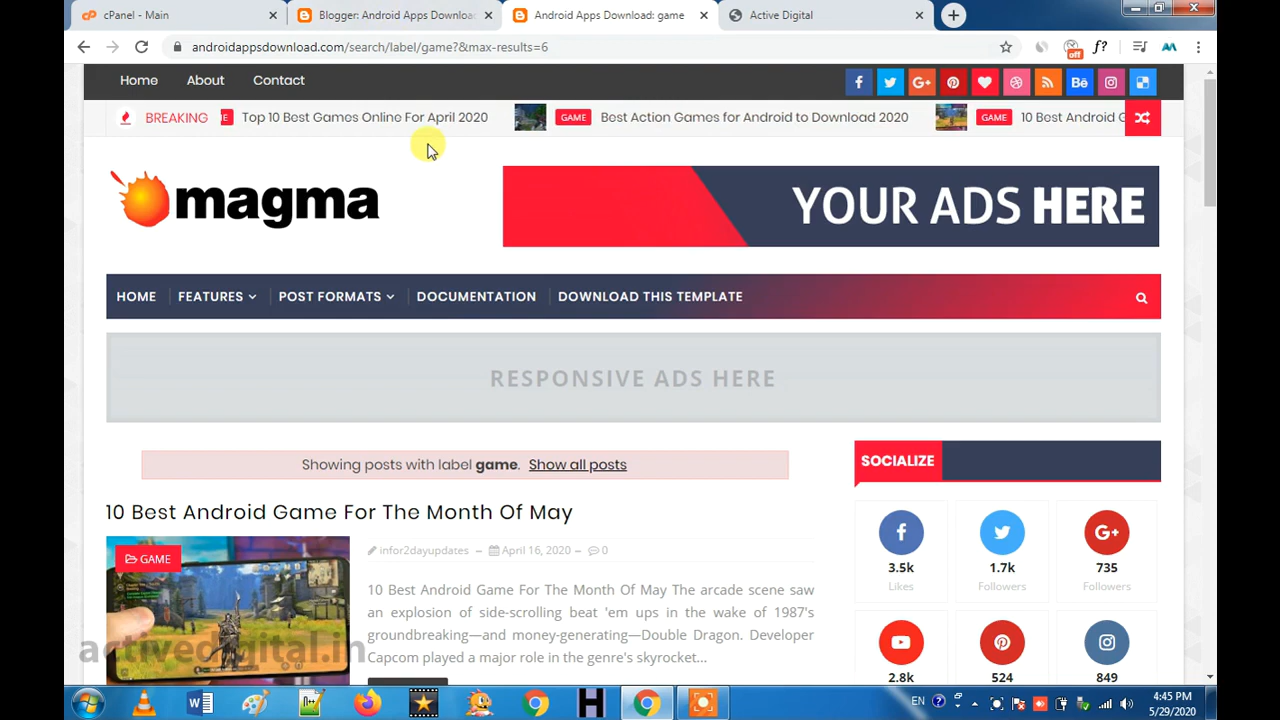 cPanel - Main
Blogger: Android Apps Downloa
Android Apps Download: game
Active Digital
androidappsdownload.com/search/label/game?&max-results=6
off
f?
Home
About
Contact
BREAKING
Top 10 Best Games Online For April 2020
GAME
Best Action Games for Android to Download 2020
GAME
10 Best Android G
magma
YOUR ADS HERE
HOME
FEATURES
POST FORMATS
DOCUMENTATION
DOWNLOAD THIS TEMPLATE
RESPONSIVE ADS HERE
Showing posts with label game. Show all posts
SOCIALIZE
10 Best Android Game For The Month Of May
GAME
infor2dayupdates – April 16, 2020 – 0
10 Best Android Game For The Month Of May The arcade scene saw
an explosion of side-scrolling beat 'em ups in the wake of 1987's
groundbreaking—and money-generating—Double Dragon. Developer
Capcom played a major role in the genre's skyrocket...
3.5k
Likes
1.7k
Followers
735
Followers
2.8k
524
849
activedigital.in
EN
4:45 PM
5/29/2020